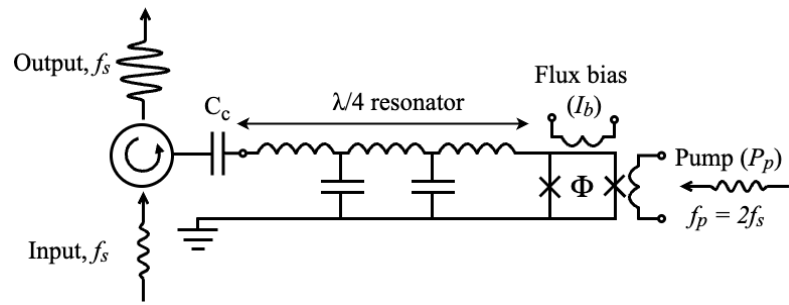 Output, fs
Cc
λ/4 resonator
Flux bias
(Ib)
Φ
Pump (Pp)
fp = 2fs
Input, fs